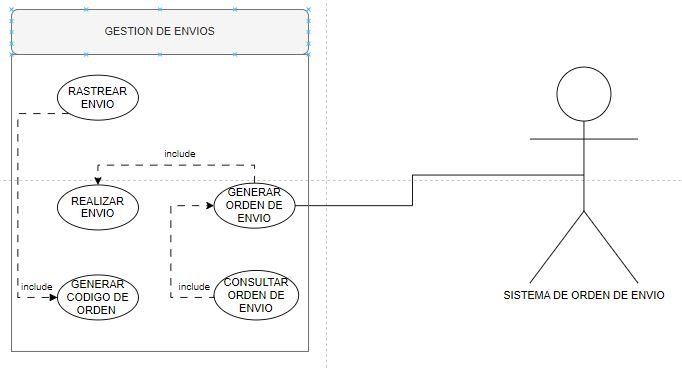 GESTION DE ENVIOS
RASTREAR
ENVIO
include
REALIZAR
ENVIO
GENERAR
ORDEN DE
ENVIO
include
GENERAR
CODIGO DE
ORDEN
include
CONSULTAR
ORDEN DE
ENVIO
SISTEMA DE ORDEN DE ENVIO